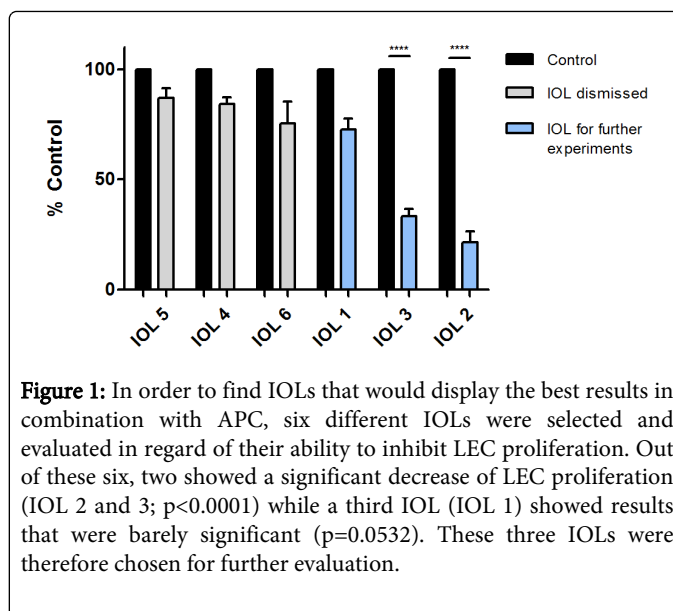 **** ****
Control
IOL dismissed
IOL for further
experiments
100
50
0
% Control
IOL 5 IOL 4 IOL 6 IOL 1 IOL 3 IOL 2
Figure 1: In order to find IOLs that would display the best results in
combination with APC, six different IOLs were selected and
evaluated in regard of their ability to inhibit LEC proliferation. Out
of these six, two showed a significant decrease of LEC proliferation
(IOL 2 and 3; p<0.0001) while a third IOL (IOL 1) showed results
that were barely significant (p=0.0532). These three IOLs were
therefore chosen for further evaluation.